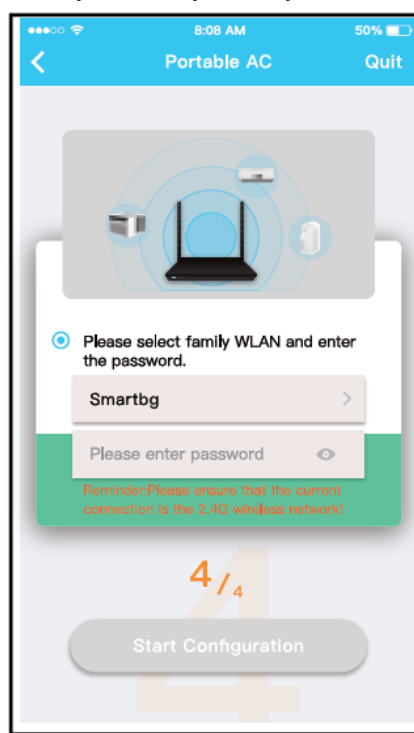 8:08 AM
50%
Portable AC
Quit
Please select family WLAN and enter
the password.
Smartbg
Please enter password
Reminder:Please ensure that the current
connection is the 2.4G wireless network!
4/4
4
Start Configuration